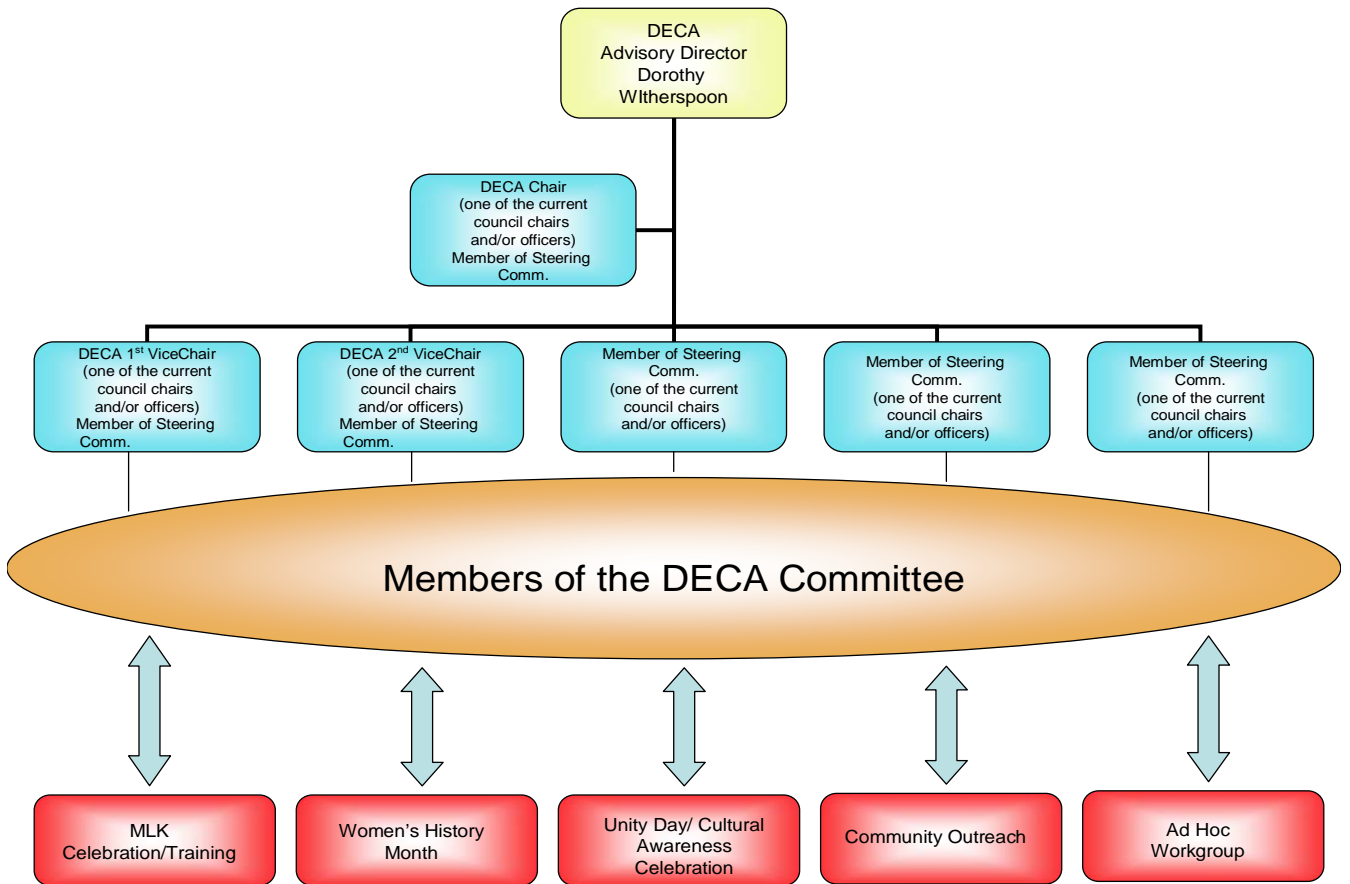 DECA
Advisory Director
Dorothy
WItherspoon
DECA Chair
(one of the current
council chairs
and/or officers)
Member of Steering
Comm.
DECA 1st ViceChair
(one of the current
council chairs
and/or officers)
Member of Steering
Comm.
DECA 2nd ViceChair
(one of the current
council chairs
and/or officers)
Member of Steering
Comm.
Member of Steering
Comm.
(one of the current
council chairs
and/or officers)
Member of Steering
Comm.
(one of the current
council chairs
and/or officers)
Member of Steering
Comm.
(one of the current
council chairs
and/or officers)
Members of the DECA Committee
MLK
Celebration/Training
Women’s History
Month
Unity Day/ Cultural
Awareness
Celebration
Community Outreach
Ad Hoc
Workgroup